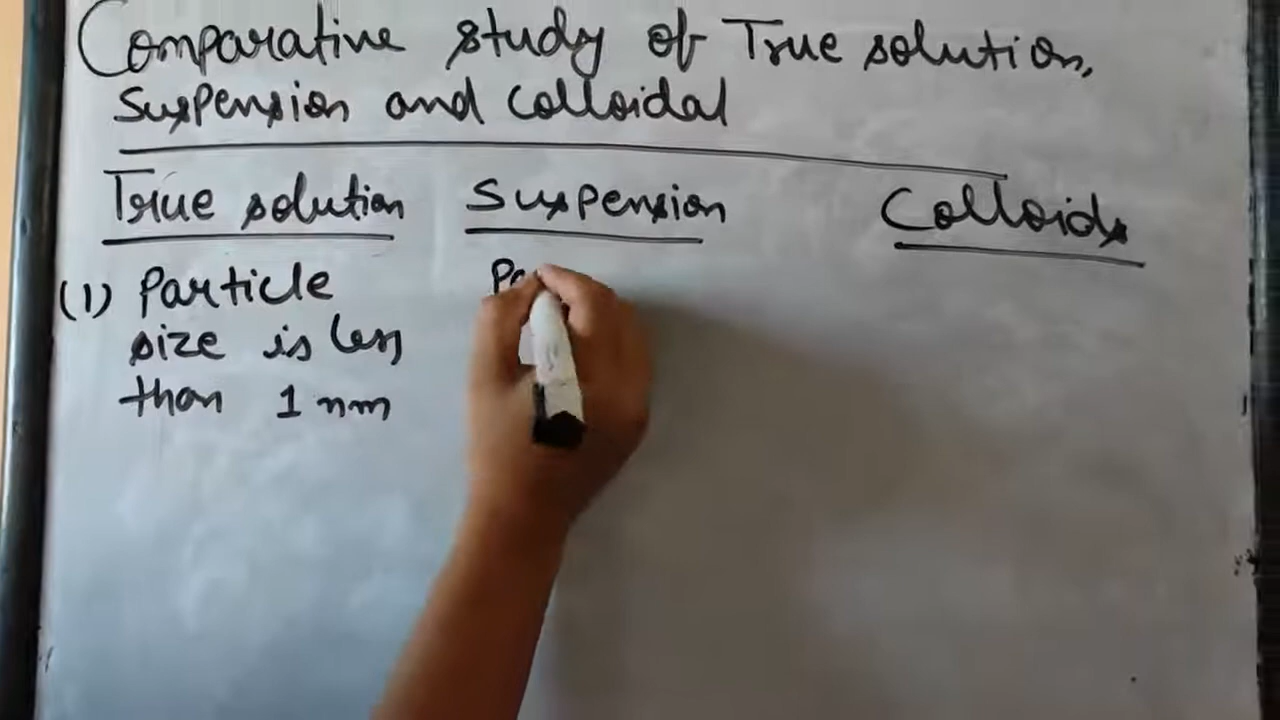 Comparative study of True solution,
suspension and colloidal
True solution Suspension Colloids
(1) Particle
size is less
than 1 nm
Pa